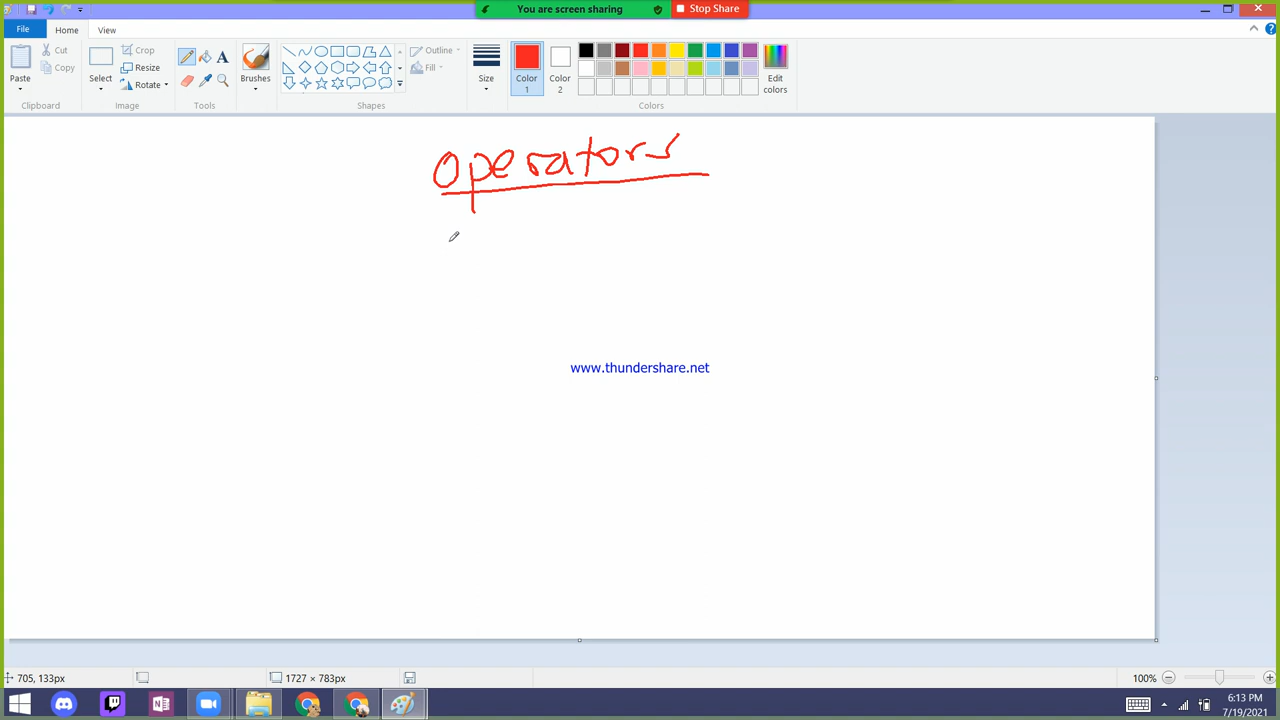 You are screen sharing Stop Share
File Home View
Paste Cut Copy Clipboard
Select Crop Resize Rotate Image
Tools
Brushes
Outline Fill Shapes
Size
Color 1
Color 2
Edit colors
Colors
operators
www.thundershare.net
705, 133px 1727 × 783px 100%
6:13 PM
7/19/2021